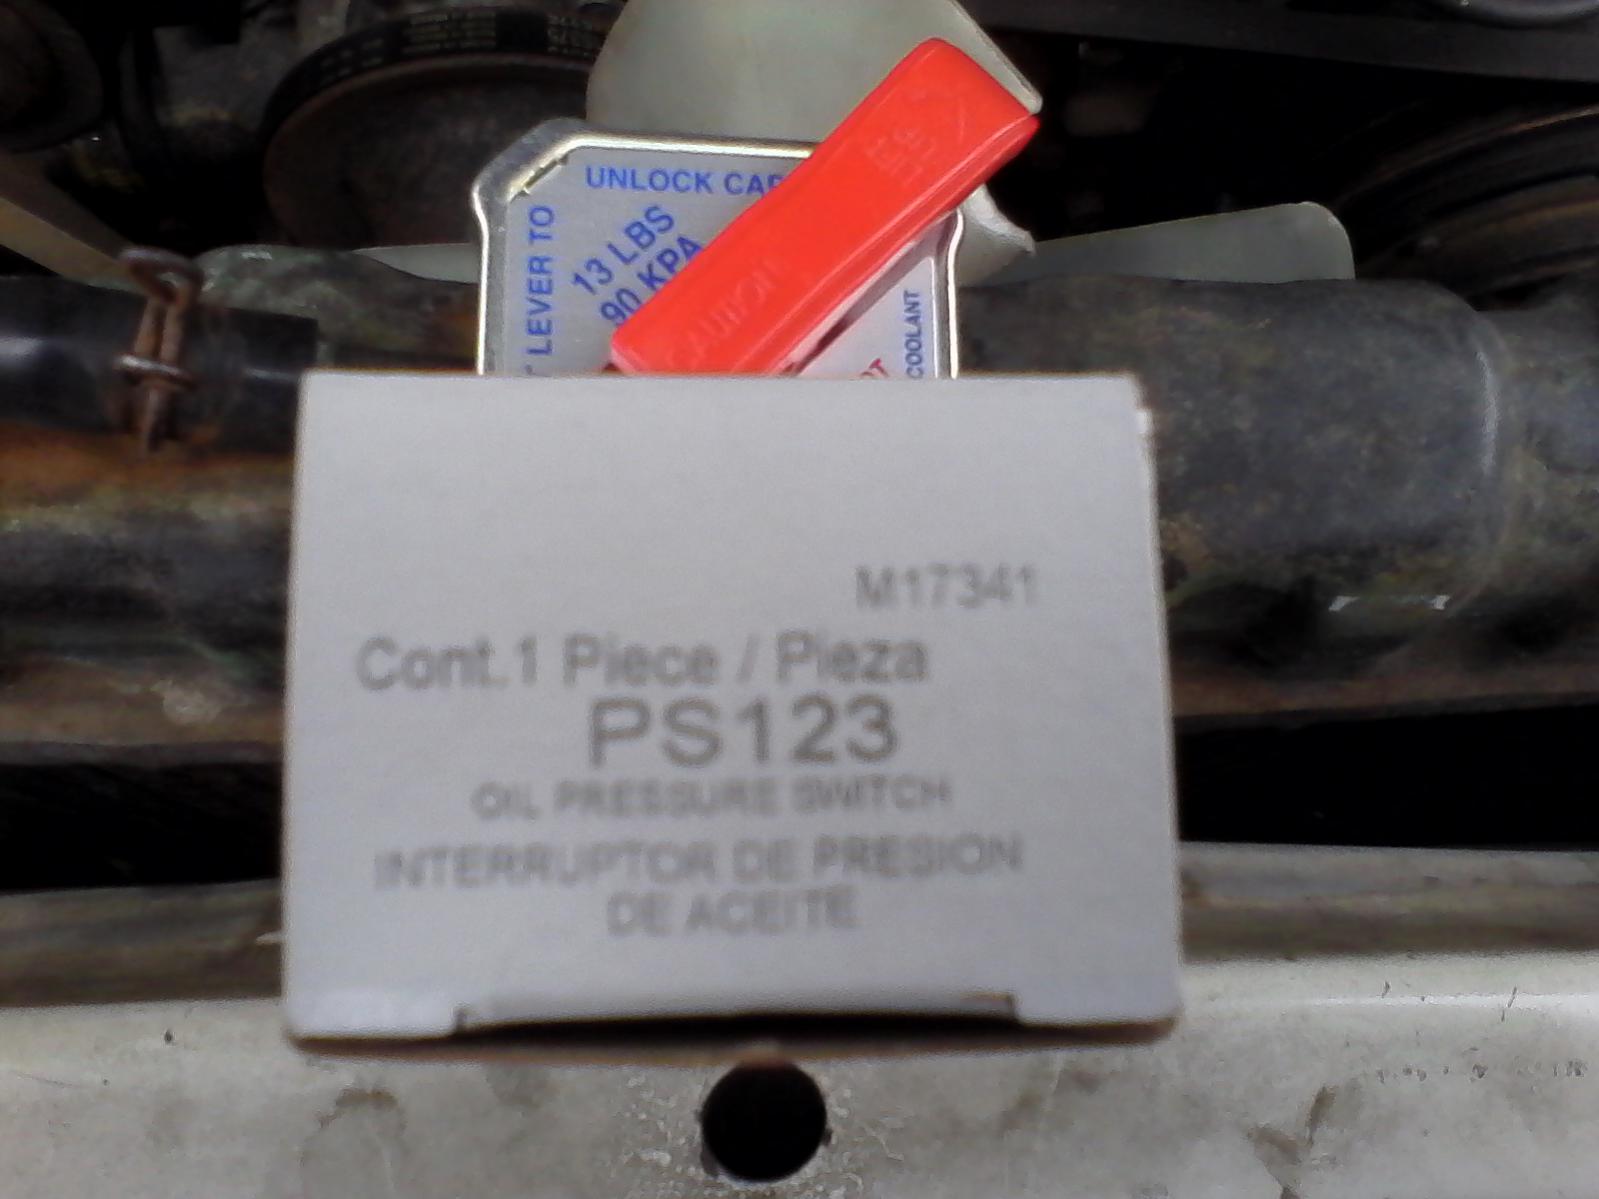 UNLOCK CAP
LEVER TO
13 LBS
90 KPA
CAUTION
COOLANT
M17341
Cont.1 Piece / Pieza
PS123
OIL PRESSURE SWITCH
INTERRUPTOR DE PRESION
DE ACEITE